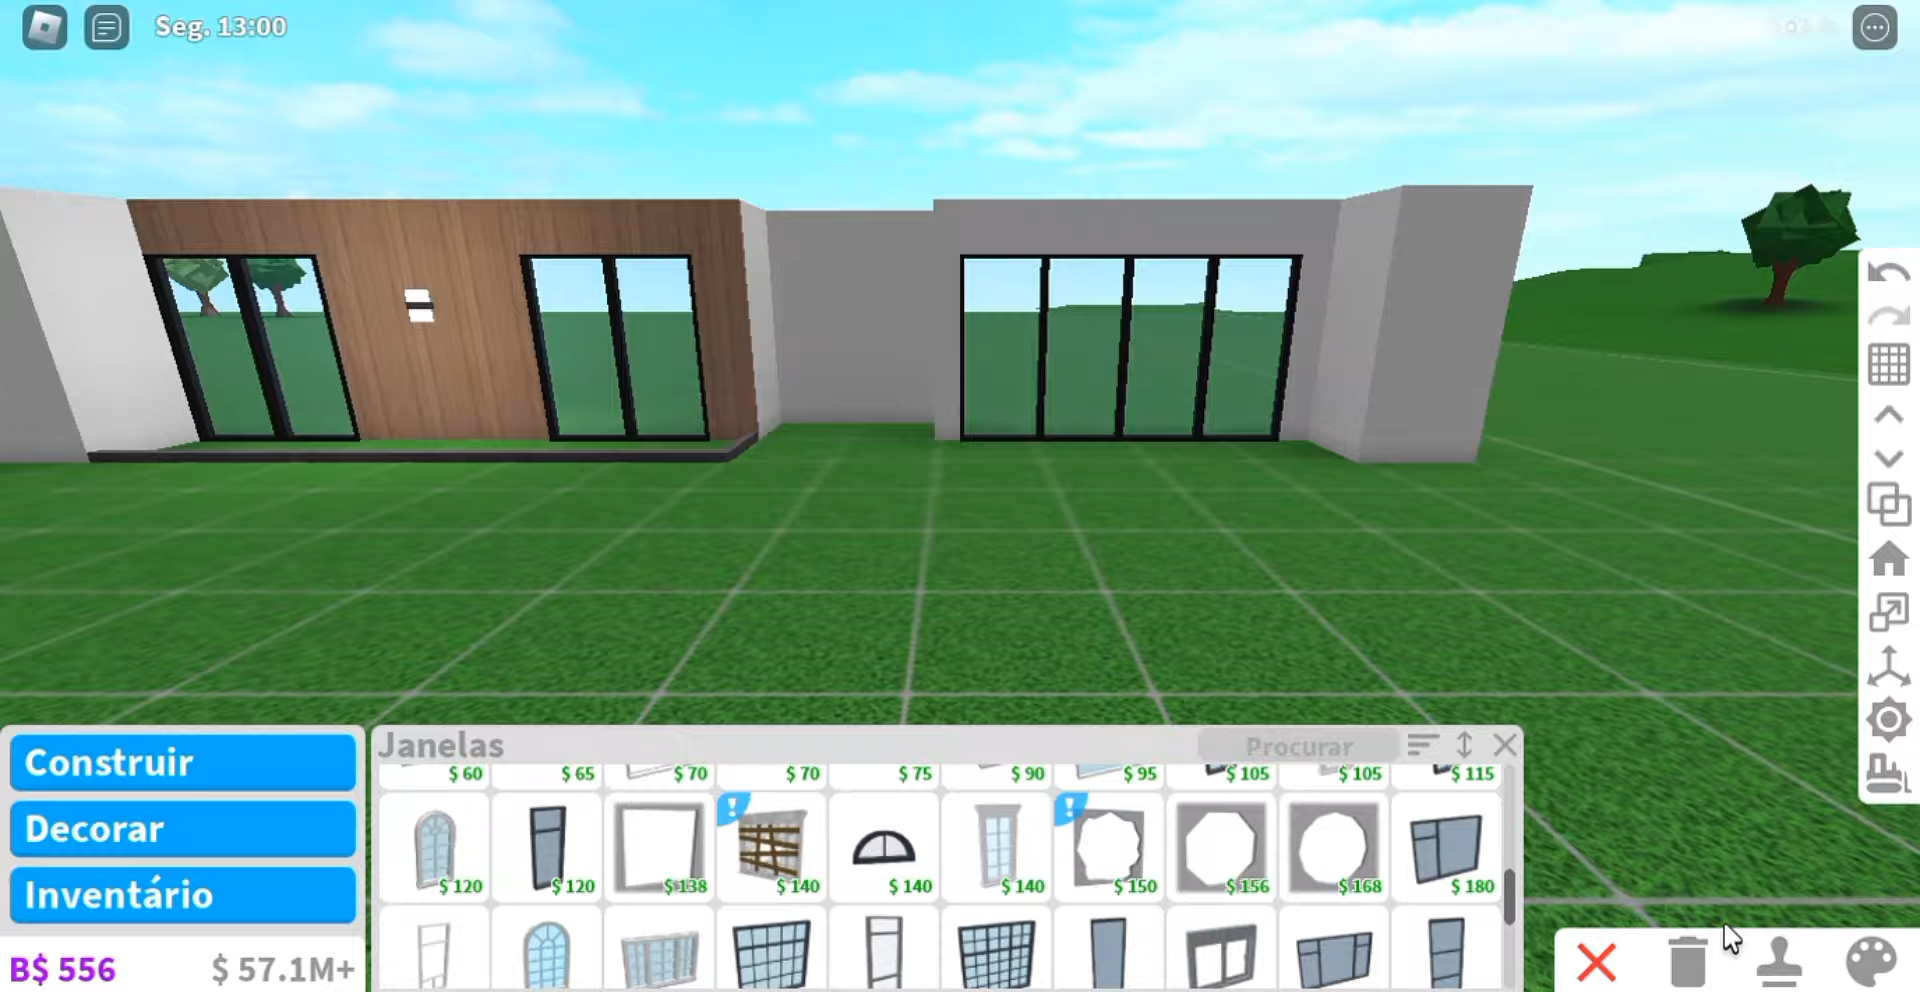 Seg. 13:00
Construir
Decorar
Inventário
B$ 556
$ 57.1M+
Janelas
Procurar
$ 60 $ 65 $ 70 $ 70 $ 75 $ 90 $ 95 $ 105 $ 105 $ 115
$ 120 $ 120 $ 138 $ 140 $ 140 $ 140 $ 150 $ 156 $ 168 $ 180